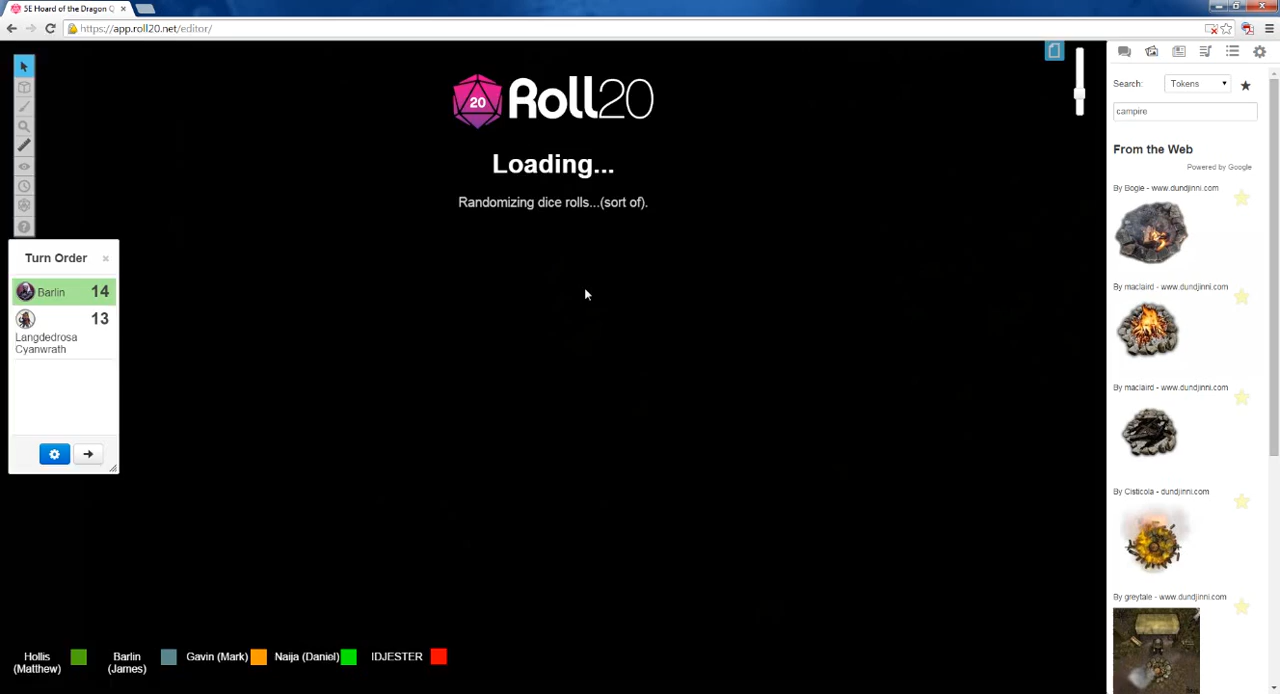 5E Hoard of the Dragon Q
https://app.roll20.net/editor/
20
Roll20
Loading...
Randomizing dice rolls...(sort of).
Turn Order
Barlin 14
13
Langdedrosa
Cyanwrath
Hollis
(Matthew)
Barlin
(James)
Gavin (Mark)
Naija (Daniel)
IDJESTER
Search:
Tokens
campire
From the Web
Powered by Google
By Bogie - www.dundjinni.com
By maclaird - www.dundjinni.com
By maclaird - www.dundjinni.com
By Cisticola - dundjinni.com
By greytale - www.dundjinni.com